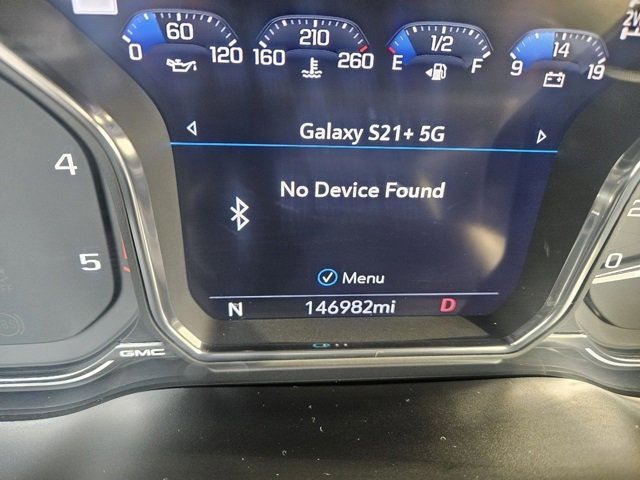 60
0 120
210
160 260
1/2
E F
14
9 19
Galaxy S21+ 5G
No Device Found
Menu
N 146982mi D
4
5
0
GMC